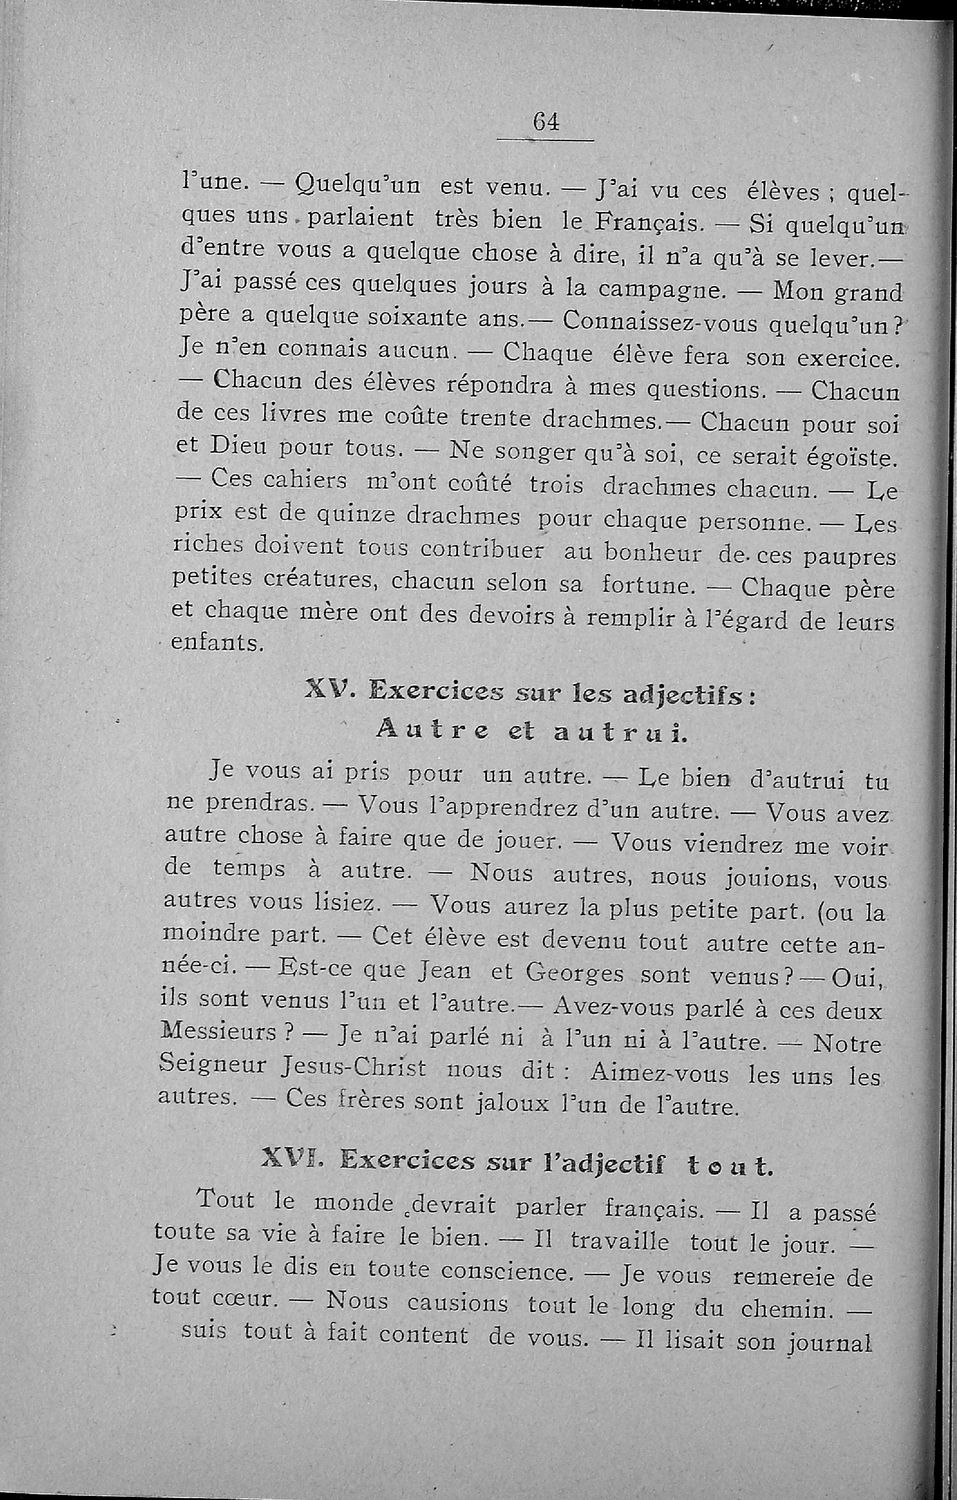 64
l'une. — Quelqu'un est venu. — J'ai vu ces élèves ; quel-
ques uns parlaient très bien le Français. — Si quelqu'un
d'entre vous a quelque chose à dire, il n'a qu'à se lever.—
J'ai passé ces quelques jours à la campagne. — Mon grand
père a quelque soixante ans.— Connaissez-vous quelqu'un ?
Je n'en connais aucun. — Chaque élève fera son exercice.
— Chacun des élèves répondra à mes questions. — Chacun
de ces livres me coûte trente drachmes.— Chacun pour soi
et Dieu pour tous. — Ne songer qu'à soi, ce serait égoïste.
— Ces cahiers m'ont coûté trois drachmes chacun. — Le
prix est de quinze drachmes pour chaque personne. — Les
riches doivent tous contribuer au bonheur de ces paupres
petites créatures, chacun selon sa fortune. — Chaque père
et chaque mère ont des devoirs à remplir à l'égard de leurs
enfants.
XV. Exercices sur les adjectifs :
Autre et autrui.
Je vous ai pris pour un autre. — Le bien d'autrui tu
ne prendras. — Vous l'apprendrez d'un autre. — Vous avez
autre chose à faire que de jouer. — Vous viendrez me voir
de temps à autre. — Nous autres, nous jouions, vous
autres vous lisiez. — Vous aurez la plus petite part. (ou la
moindre part. — Cet élève est devenu tout autre cette an-
née-ci. — Est-ce que Jean et Georges sont venus ? — Oui,
ils sont venus l'un et l'autre.— Avez-vous parlé à ces deux
Messieurs ? — Je n'ai parlé ni à l'un ni à l'autre. — Notre
Seigneur Jesus-Christ nous dit : Aimez-vous les uns les
autres. — Ces frères sont jaloux l'un de l'autre.
XVI. Exercices sur l'adjectif tout.
Tout le monde devrait parler français. — Il a passé
toute sa vie à faire le bien. — Il travaille tout le jour. —
Je vous le dis en toute conscience. — Je vous remereie de
tout cœur. — Nous causions tout le long du chemin. —
suis tout à fait content de vous. — Il lisait son journal